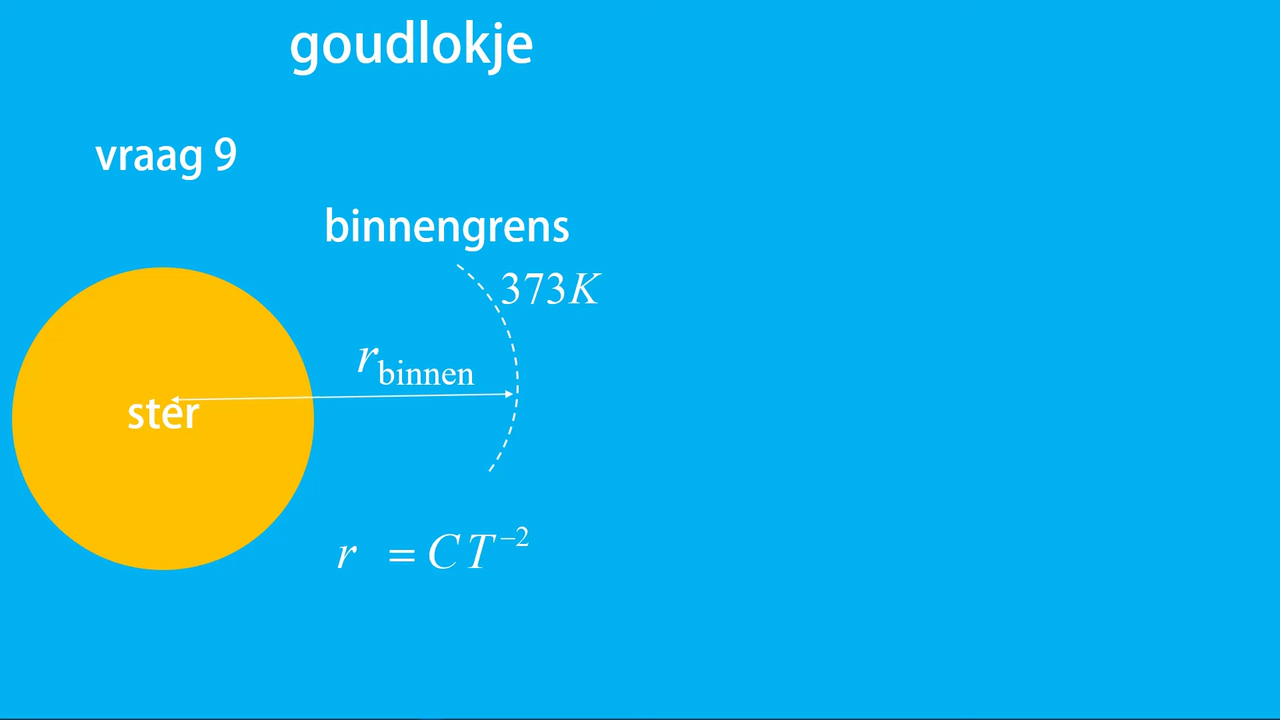 goudlokje
vraag 9
binnengrens
373K
r_binnen
ster
r = CT⁻²